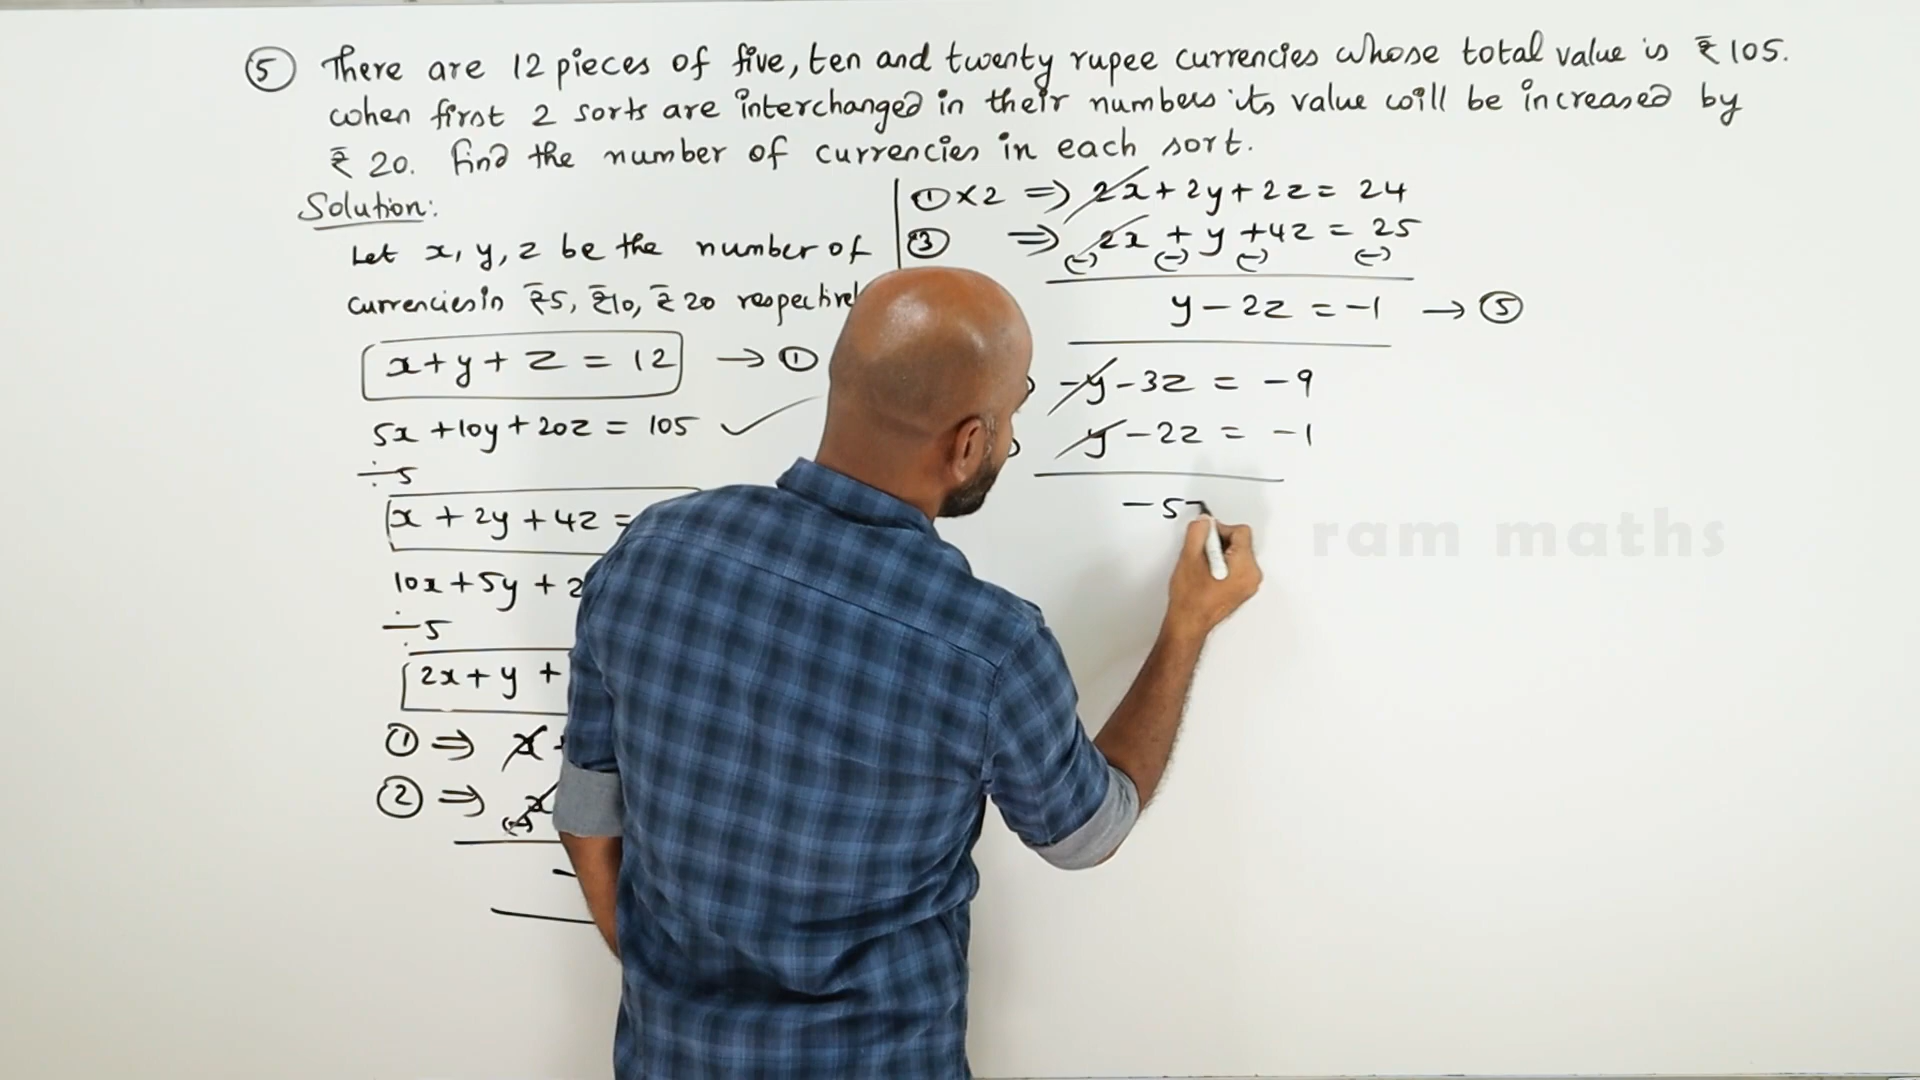 ⑤ There are 12 pieces of five, ten and twenty rupee currencies whose total value is ₹ 105.
when first 2 sorts are interchanged in their numbers its value will be increased by
₹ 20. Find the number of currencies in each sort.
Solution:
Let x, y, z be the number of
currencies in ₹5, ₹10, ₹ 20 respectivel
x + y + z = 12 → ①
5x + 10y + 20z = 105 ✓
÷ 5
x + 2y + 4z =
10x + 5y + 2
÷ 5
2x + y +
① ⇒ x +
② ⇒ x
(-)
-
① × 2 ⇒ 2x + 2y + 2z = 24
③ ⇒ 2x + y + 4z = 25
(-) (-) (-) (-)
y - 2z = -1 → ⑤
-y - 3z = -9
y - 2z = -1
-5
ram maths